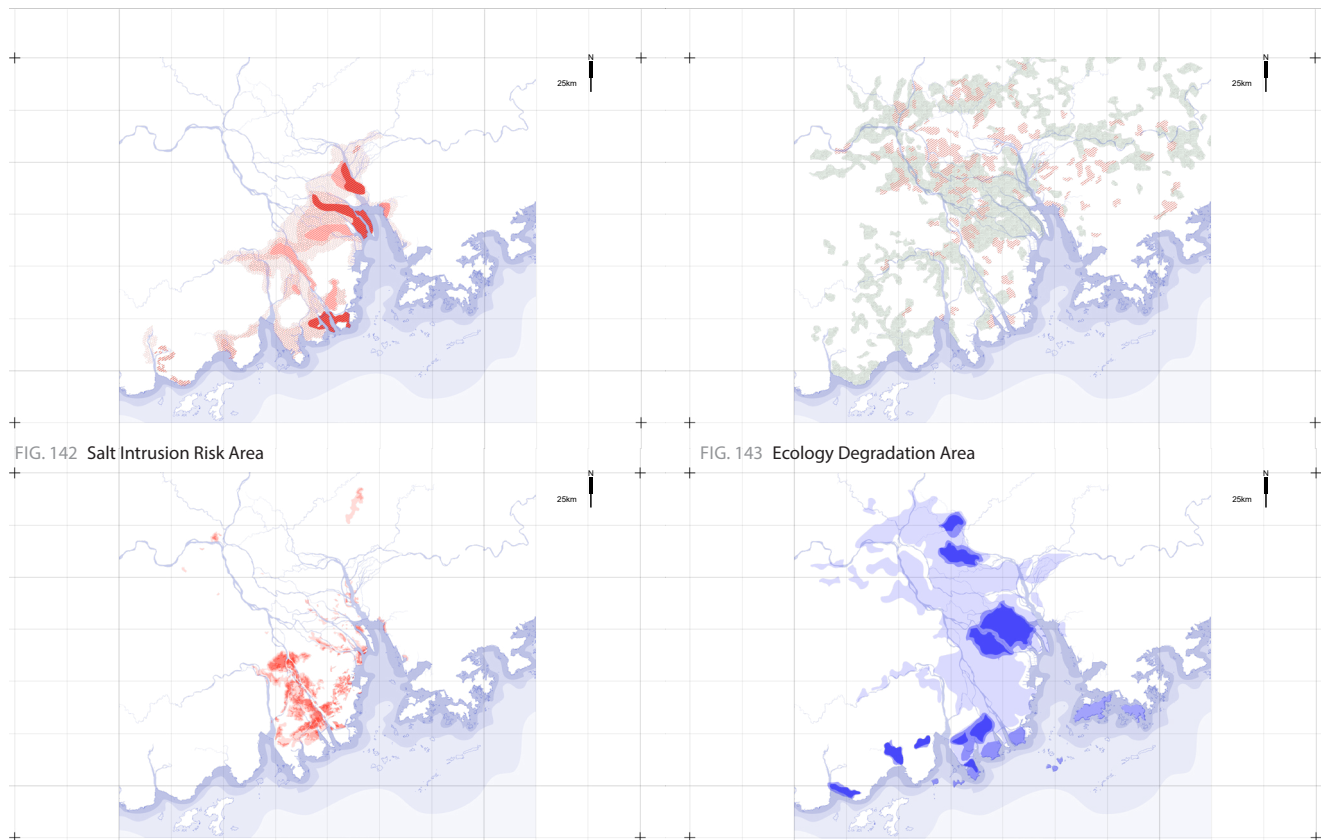 N
25km
N
25km
FIG. 142 Salt Intrusion Risk Area
FIG. 143 Ecology Degradation Area
N
25km
N
25km